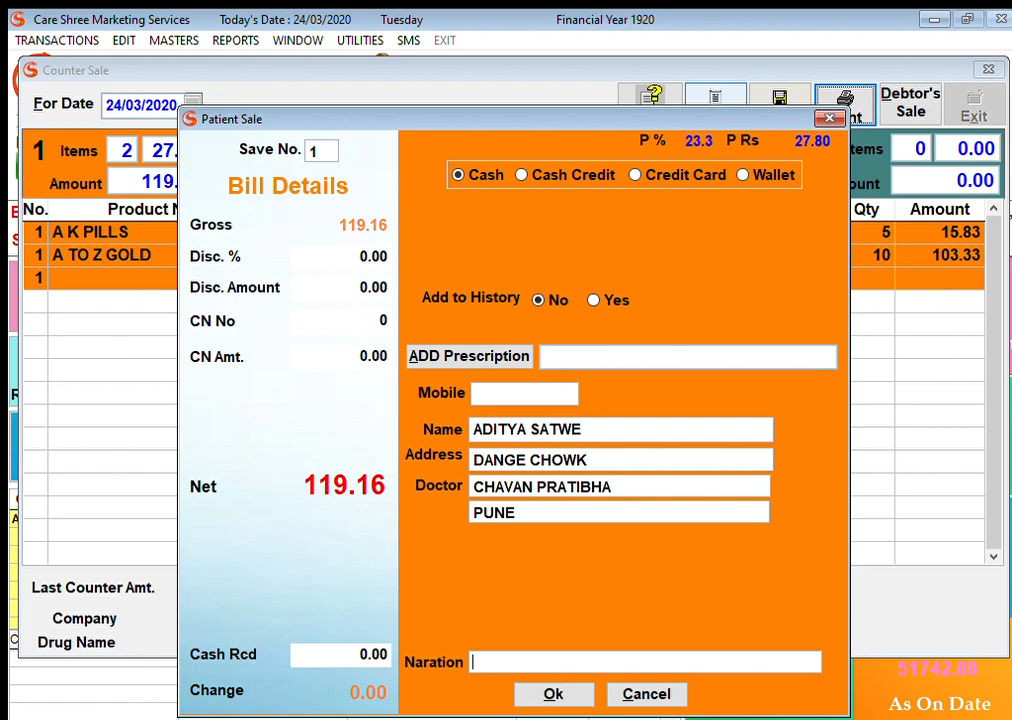 Care Shree Marketing Services Today's Date : 24/03/2020 Tuesday Financial Year 1920
TRANSACTIONS EDIT MASTERS REPORTS WINDOW UTILITIES SMS EXIT
Counter Sale
For Date 24/03/2020
Debtor's Sale
Exit
Patient Sale
1 Items 2 27.
Amount 119.
Items 0 0.00
0.00
No. Product N Qty Amount
1 A K PILLS 5 15.83
1 A TO Z GOLD 10 103.33
1
Save No. 1
Bill Details
Gross 119.16
Disc. % 0.00
Disc. Amount 0.00
CN No 0
CN Amt. 0.00
Net 119.16
Cash Rcd 0.00
Change 0.00
P % 23.3 P Rs 27.80
Cash Cash Credit Credit Card Wallet
Add to History No Yes
ADD Prescription
Mobile
Name ADITYA SATWE
Address DANGE CHOWK
Doctor CHAVAN PRATIBHA
PUNE
Naration
Ok Cancel
Last Counter Amt.
Company
Drug Name
51742.88
As On Date